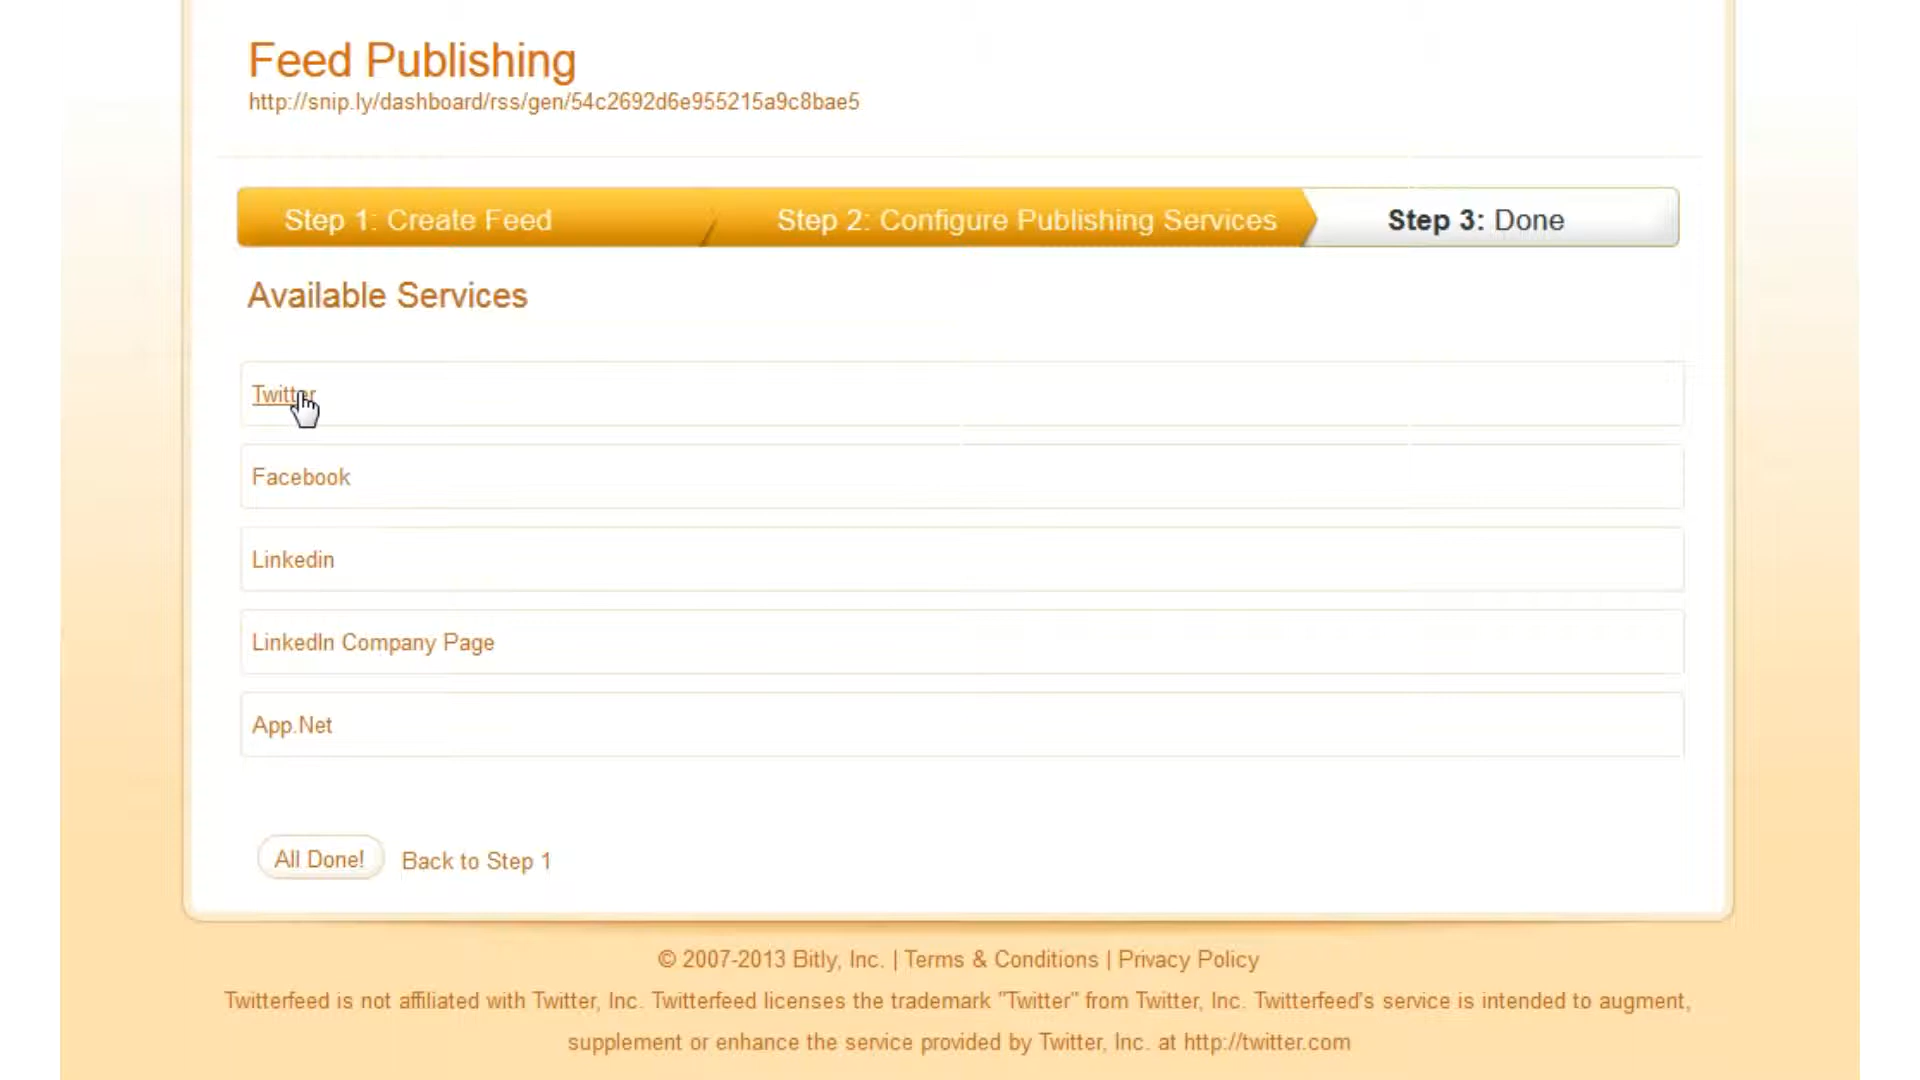 Feed Publishing
http://snip.ly/dashboard/rss/gen/54c2692d6e955215a9c8bae5
Step 1: Create Feed
Step 2: Configure Publishing Services
Step 3: Done
Available Services
Twitter
Facebook
Linkedin
LinkedIn Company Page
App.Net
All Done!
Back to Step 1
© 2007-2013 Bitly, Inc. | Terms & Conditions | Privacy Policy
Twitterfeed is not affiliated with Twitter, Inc. Twitterfeed licenses the trademark "Twitter" from Twitter, Inc. Twitterfeed's service is intended to augment,
supplement or enhance the service provided by Twitter, Inc. at http://twitter.com